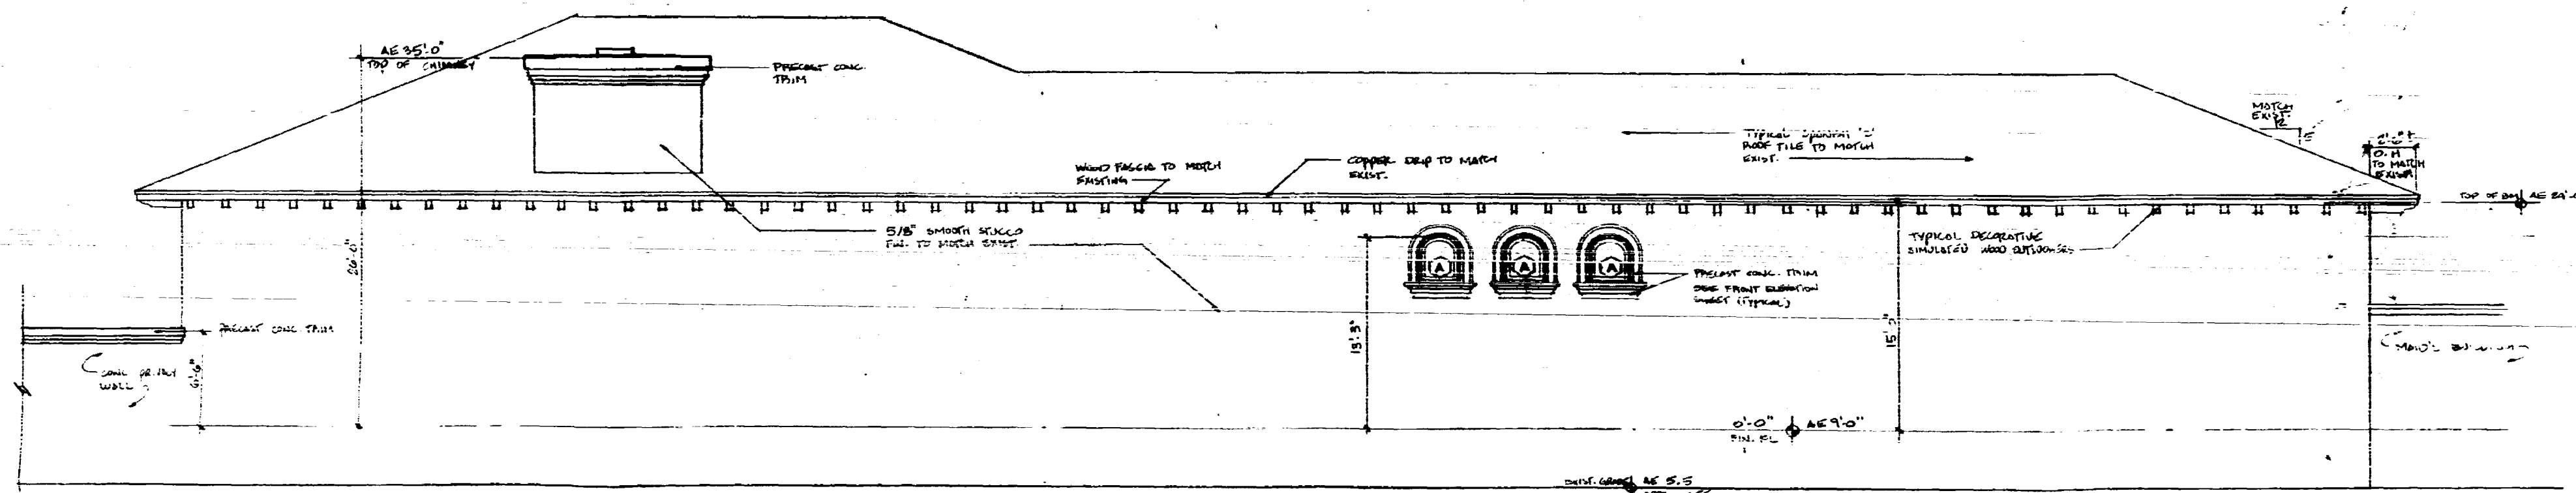 AE 35'-0"
TOP OF CHIMNEY
PRECAST CONC.
TRIM
MATCH
EXIST.
12
5
TYPICAL SPANISH 'S'
ROOF TILE TO MATCH
EXIST.
O.H
TO MATCH
EXIST
WOOD FASCIA TO MATCH
EXISTING
COPPER DRIP TO MATCH
EXIST.
TOP OF BM
5/8" SMOOTH STUCCO
FIN. TO MATCH EXIST.
TYPICAL DECORATIVE
SIMULATED WOOD OUTLOOKERS
26'-0"
A
A
A
PRECAST CONC. TRIM
SEE FRONT ELEVATION
SHEET (TYPICAL)
PRECAST CONC. TRIM
13'-3"
CONC PRIVACY
WALL
6'-6"
MAID'S
0'-0"
AE 9'-0"
FIN. FL
EXIST. GRADE AE 5.5